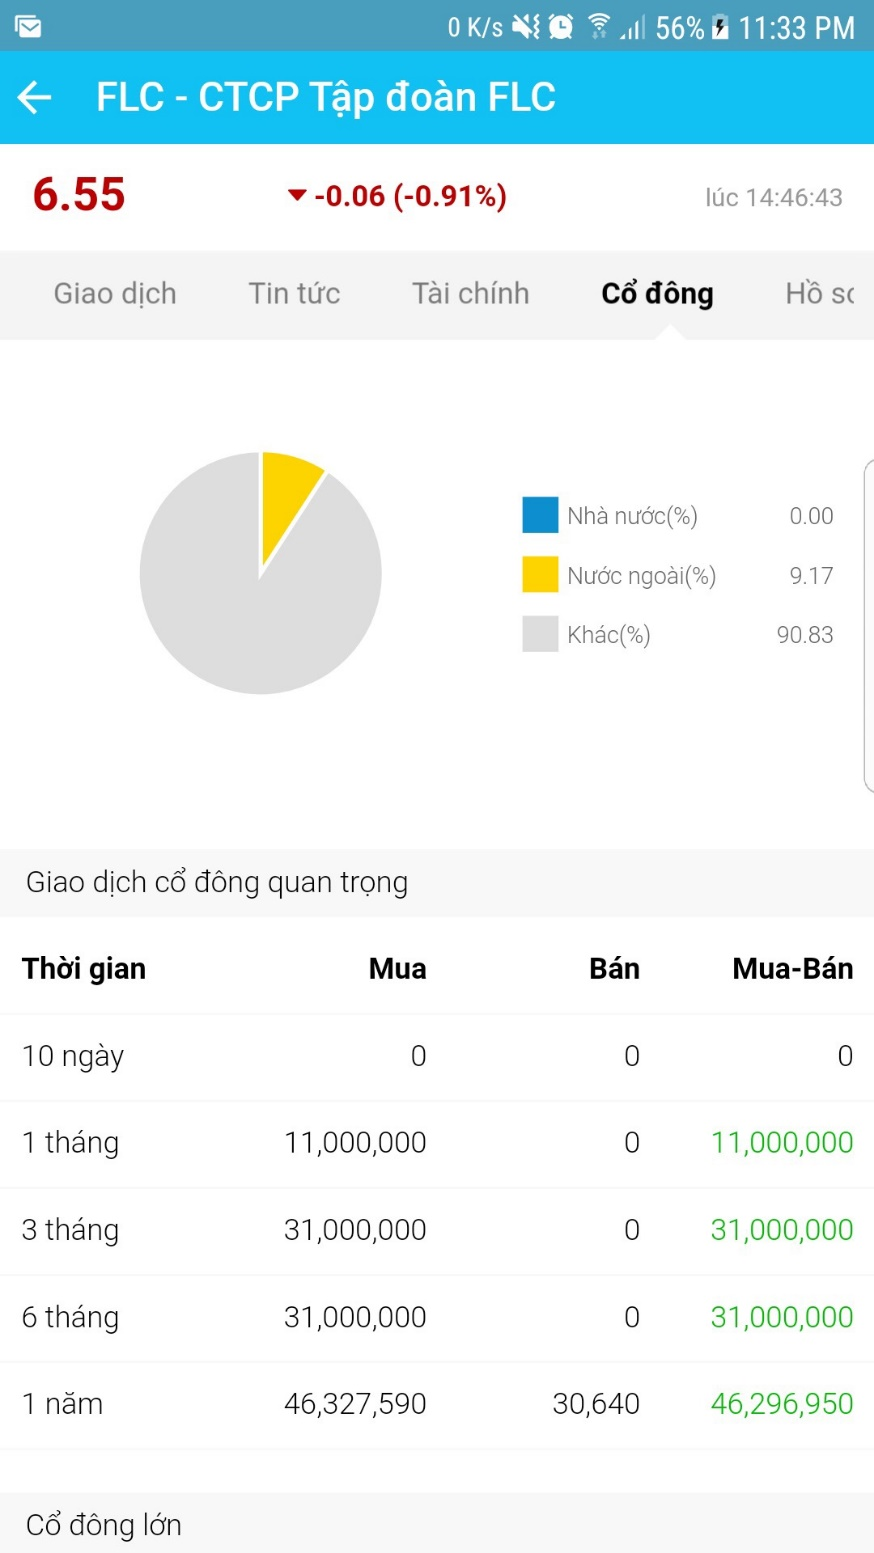 0 K/s 56% 11:33 PM
FLC - CTCP Tập đoàn FLC
6.55 -0.06 (-0.91%) lúc 14:46:43
Giao dịch Tin tức Tài chính Cổ đông Hồ sơ
Nhà nước(%) 0.00
Nước ngoài(%) 9.17
Khác(%) 90.83
Giao dịch cổ đông quan trọng
Thời gian Mua Bán Mua-Bán
10 ngày 0 0 0
1 tháng 11,000,000 0 11,000,000
3 tháng 31,000,000 0 31,000,000
6 tháng 31,000,000 0 31,000,000
1 năm 46,327,590 30,640 46,296,950
Cổ đông lớn